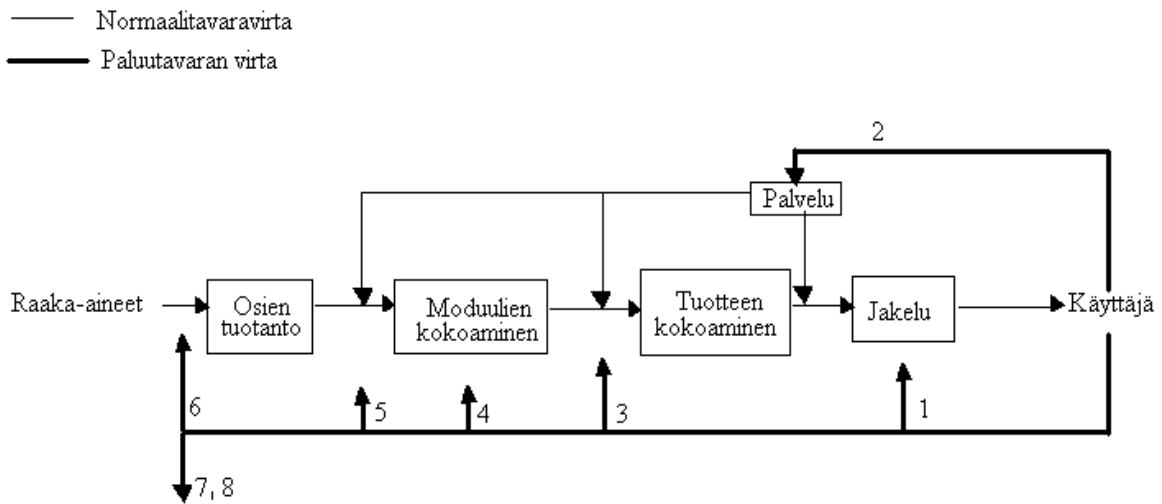 Normaalitavaravirta
Paluutavaran virta
2
Palvelu
Raaka-aineet
Osien
tuotanto
Moduulien
kokoaminen
Tuotteen
kokoaminen
Jakelu
Käyttäjä
6
5
4
3
1
7, 8